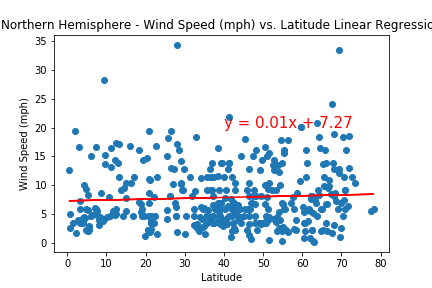 Northern Hemisphere - Wind Speed (mph) vs. Latitude Linear Regressio
35
30
25
20
15
10
5
0
Wind Speed (mph)
y = 0.01x + 7.27
0 10 20 30 40 50 60 70 80
Latitude